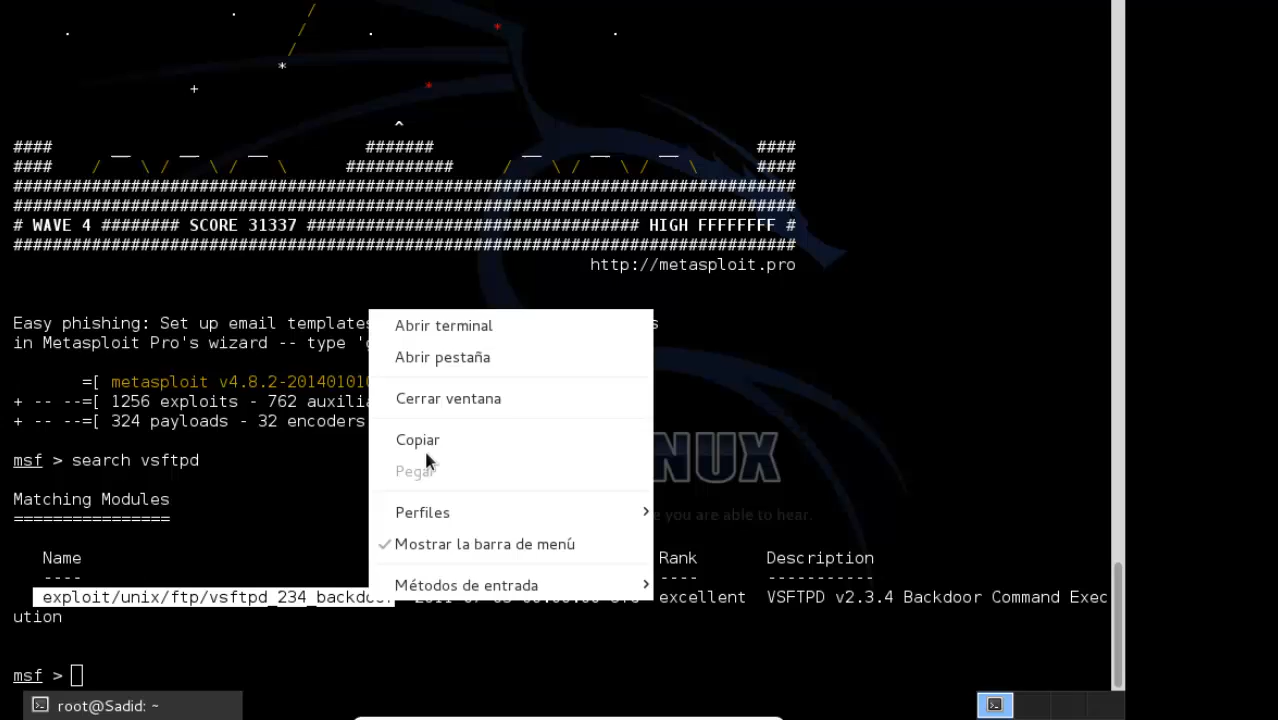 ####                                #######                                 ####
####    / \ / \ / \      ###########     / \ / \ / \      ####
################################################################################
################################################################################
# WAVE 4 ######## SCORE 31337 ################################## HIGH FFFFFFFF #
################################################################################
http://metasploit.pro
Easy phishing: Set up email templates
in Metasploit Pro's wizard -- type '
=[ metasploit v4.8.2-201401010
+ -- --=[ 1256 exploits - 762 auxili
+ -- --=[ 324 payloads - 32 encoders
msf > search vsftpd
Matching Modules
================
Name Rank Description
---- ---- -----------
exploit/unix/ftp/vsftpd_234_backdoor excellent VSFTPD v2.3.4 Backdoor Command Exec
ution
msf >
Abrir terminal
Abrir pestaña
Cerrar ventana
Copiar
Pegar
Perfiles
Mostrar la barra de menú
Métodos de entrada
NUX
you are able to hear.
root@Sadid: ~